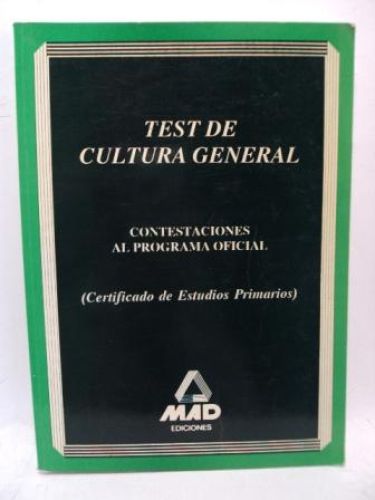 TEST DE
CULTURA GENERAL
CONTESTACIONES
AL PROGRAMA OFICIAL
(Certificado de Estudios Primarios)
MAD
EDICIONES